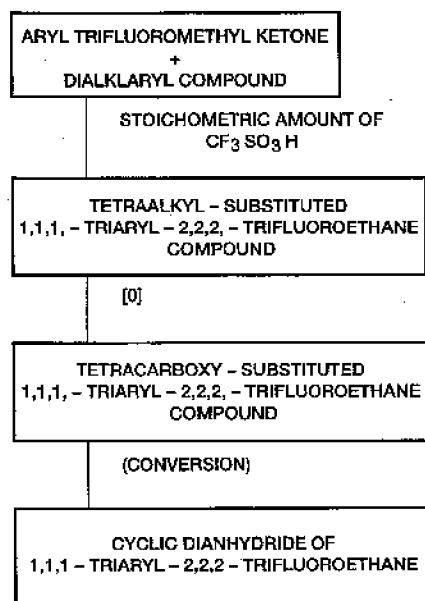 ARYL TRIFLUOROMETHYL KETONE
+
DIALKLARYL COMPOUND
STOICHOMETRIC AMOUNT OF
CF3 SO3 H
TETRAALKYL – SUBSTITUTED
1,1,1, – TRIARYL – 2,2,2, – TRIFLUOROETHANE
COMPOUND
[0]
TETRACARBOXY – SUBSTITUTED
1,1,1, – TRIARYL – 2,2,2, – TRIFLUOROETHANE
COMPOUND
(CONVERSION)
CYCLIC DIANHYDRIDE OF
1,1,1 – TRIARYL – 2,2,2 – TRIFLUOROETHANE